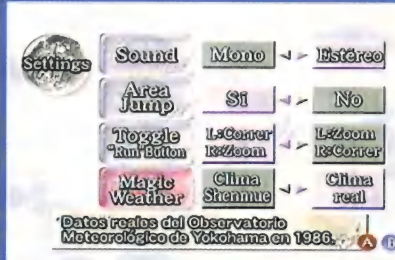 Settings
Sound Mono Estéreo
Area Jump Si No
Toggle "Run" Button L:Correr R:Zoom L:Zoom R:Correr
Magic Weather Clima Shenmue Clima real
*Datos reales del Observatorio
Meteorológico de Yokohama en 1986.
A B